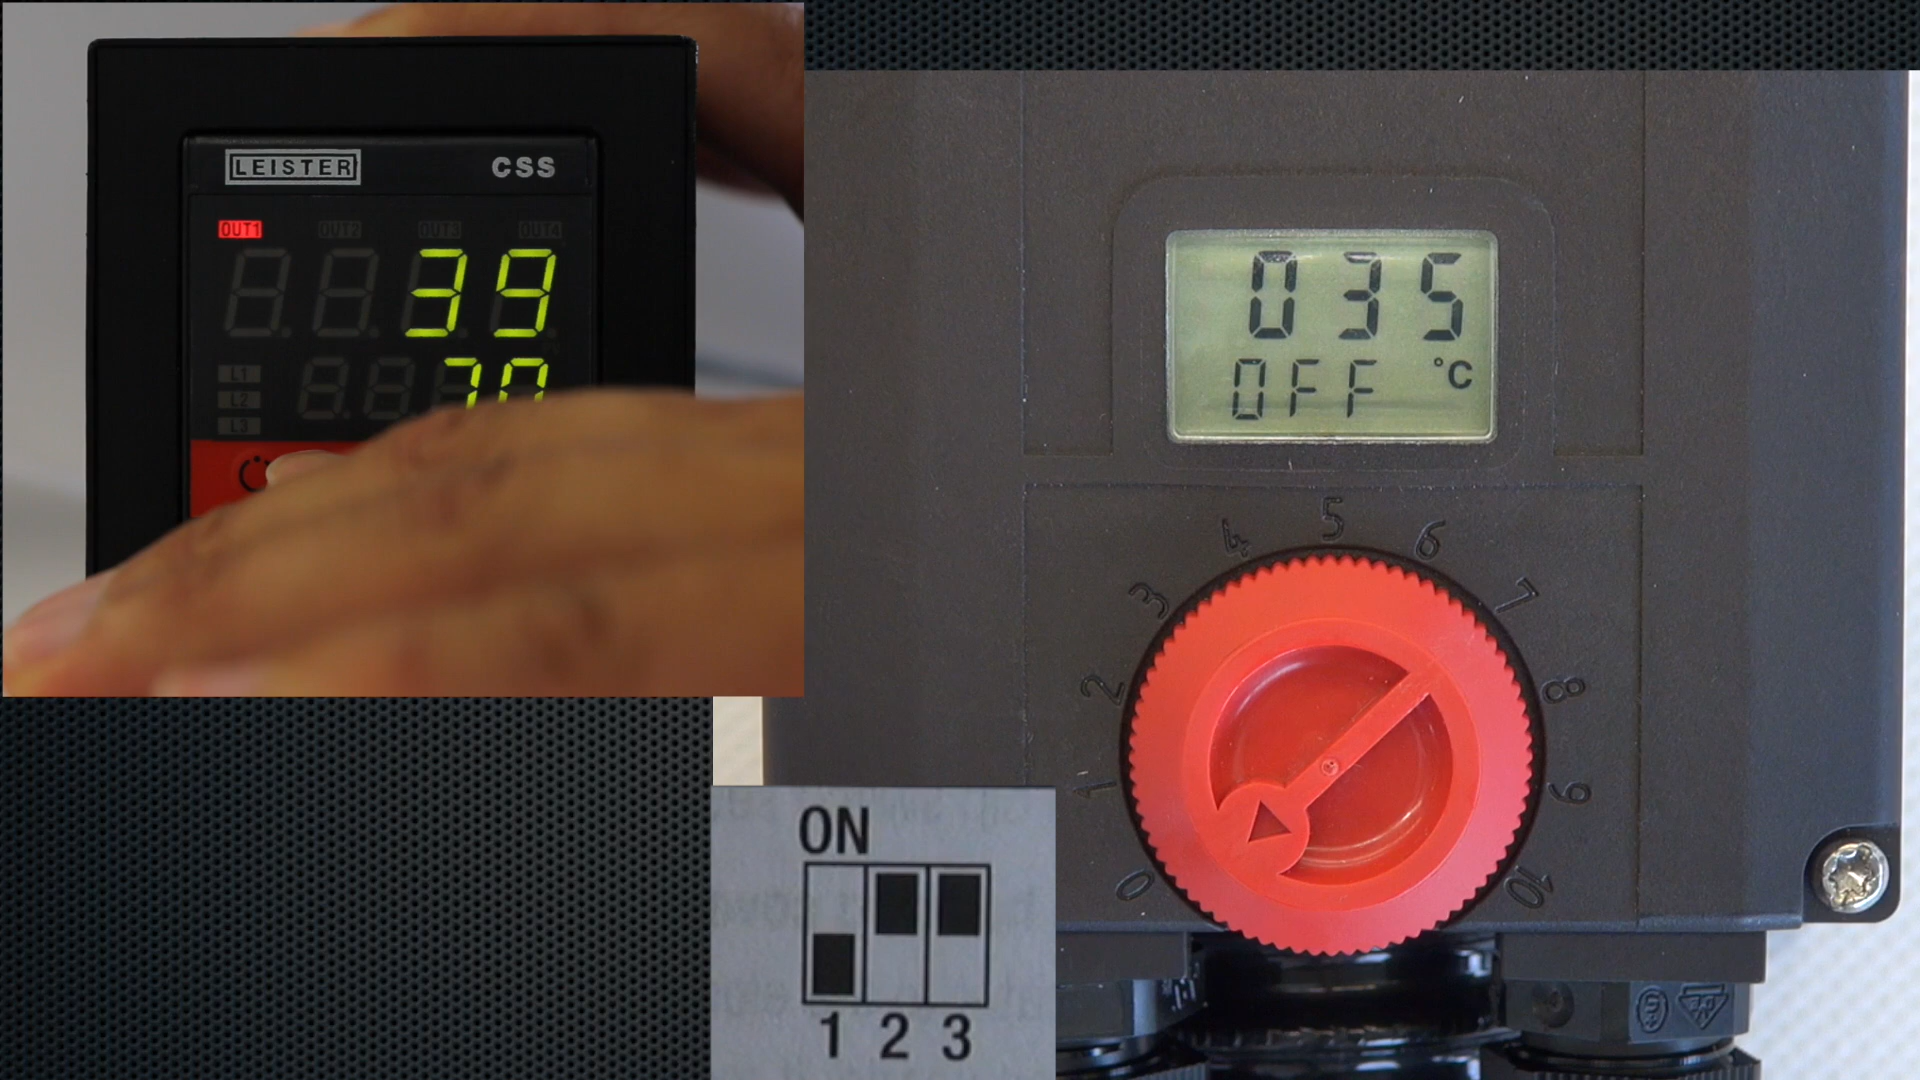 LEISTER CSS
OUT1 OUT2 OUT3 OUT4
39
70
L1
L2
L3
035
OFF °C
0 1 2 3 4 5 6 7 8 9 10
ON
1 2 3